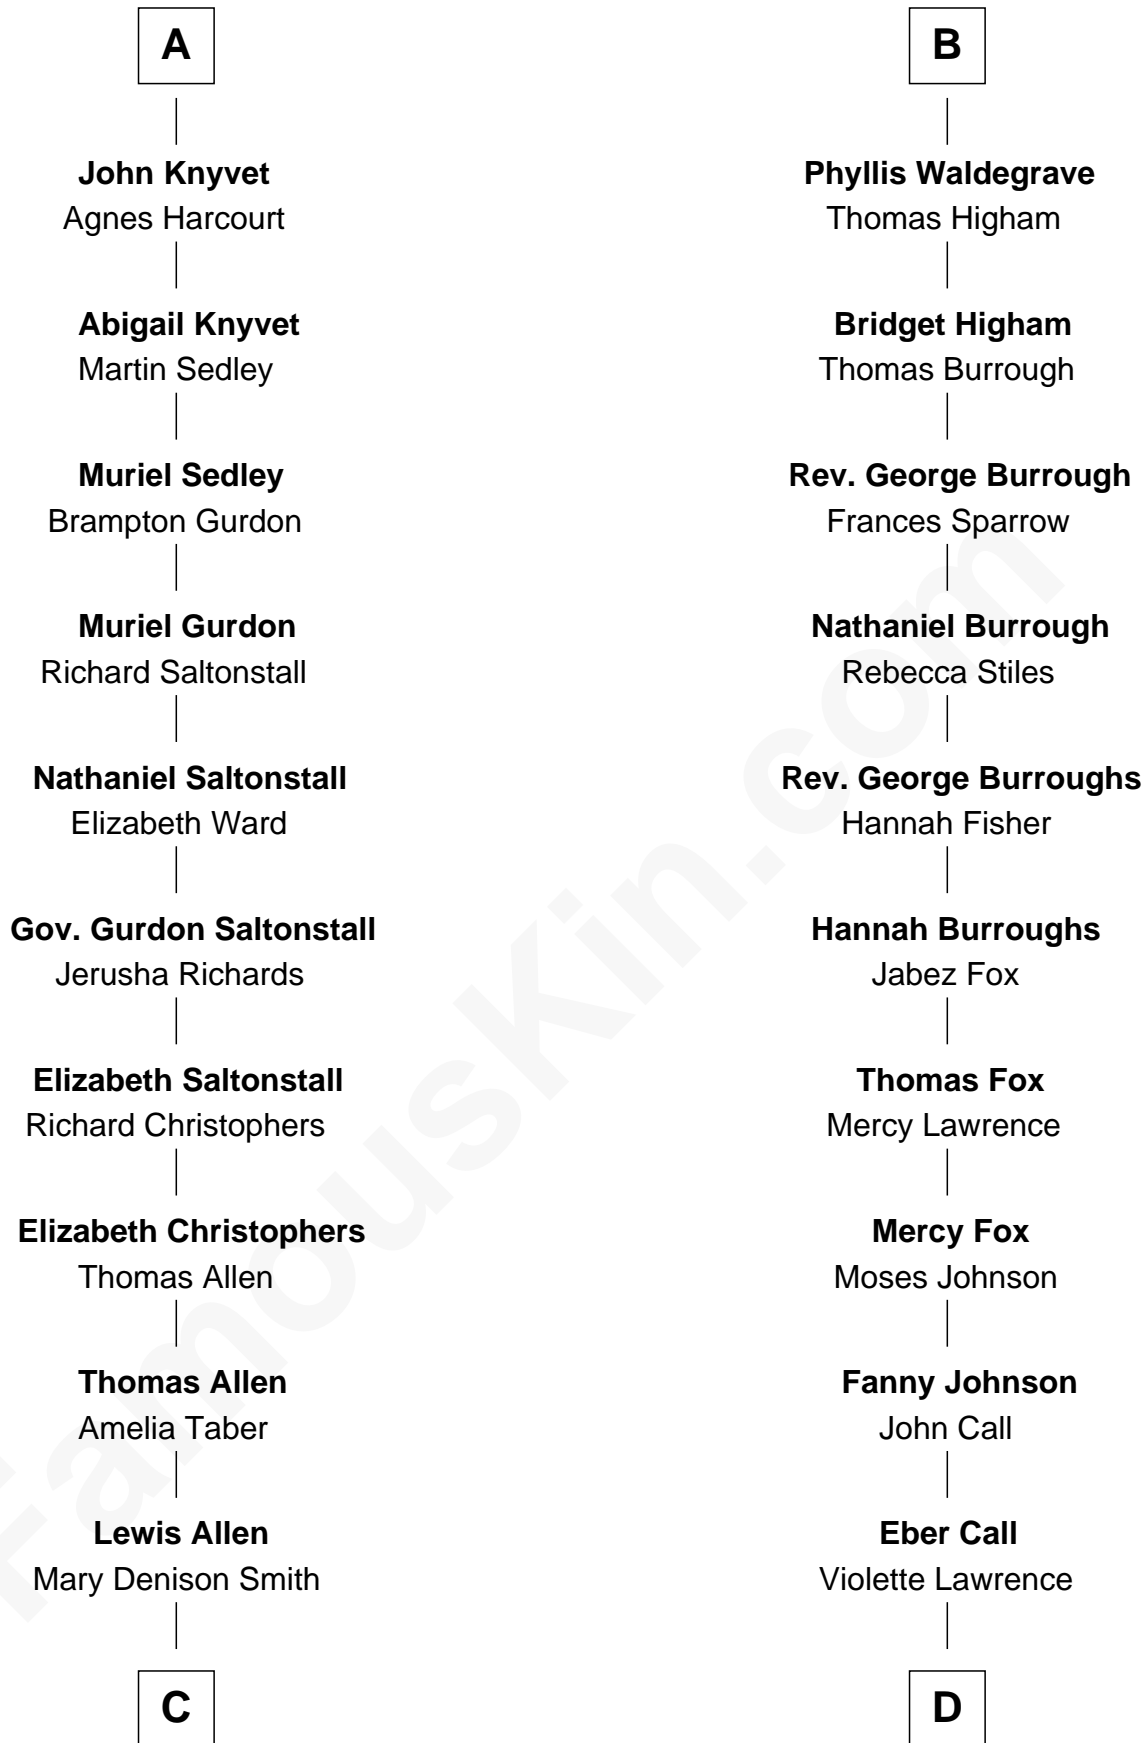 A
John Knyvet
Agnes Harcourt
Abigail Knyvet
Martin Sedley
Muriel Sedley
Brampton Gurdon
Muriel Gurdon
Richard Saltonstall
Nathaniel Saltonstall
Elizabeth Ward
Gov. Gurdon Saltonstall
Jerusha Richards
Elizabeth Saltonstall
Richard Christophers
Elizabeth Christophers
Thomas Allen
Thomas Allen
Amelia Taber
Lewis Allen
Mary Denison Smith
C
B
Phyllis Waldegrave
Thomas Higham
Bridget Higham
Thomas Burrough
Rev. George Burrough
Frances Sparrow
Nathaniel Burrough
Rebecca Stiles
Rev. George Burroughs
Hannah Fisher
Hannah Burroughs
Jabez Fox
Thomas Fox
Mercy Lawrence
Mercy Fox
Moses Johnson
Fanny Johnson
John Call
Eber Call
Violette Lawrence
D
FamousKin.com